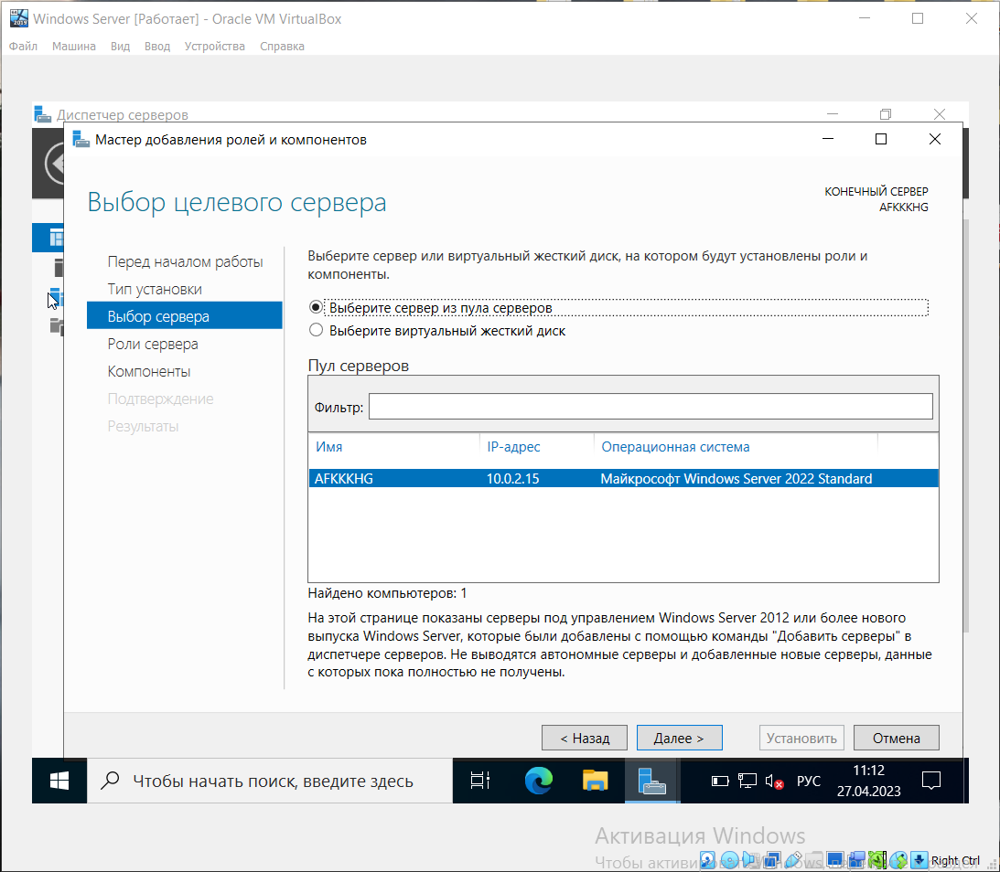 Windows Server [Работает] - Oracle VM VirtualBox
Файл Машина Вид Ввод Устройства Справка
Диспетчер серверов
Мастер добавления ролей и компонентов
Выбор целевого сервера
КОНЕЧНЫЙ СЕРВЕР
AFKKKHG
Перед началом работы
Тип установки
Выбор сервера
Роли сервера
Компоненты
Подтверждение
Результаты
Выберите сервер или виртуальный жесткий диск, на котором будут установлены роли и
компоненты.
Выберите сервер из пула серверов
Выберите виртуальный жесткий диск
Пул серверов
Фильтр:
Имя IP-адрес Операционная система
AFKKKHG 10.0.2.15 Майкрософт Windows Server 2022 Standard
Найдено компьютеров: 1
На этой странице показаны серверы под управлением Windows Server 2012 или более нового
выпуска Windows Server, которые были добавлены с помощью команды "Добавить серверы" в
диспетчере серверов. Не выводятся автономные серверы и добавленные новые серверы, данные
с которых пока полностью не получены.
< Назад Далее > Установить Отмена
Чтобы начать поиск, введите здесь
РУС
11:12
27.04.2023
Активация Windows
Чтобы Windows,
Right Ctrl